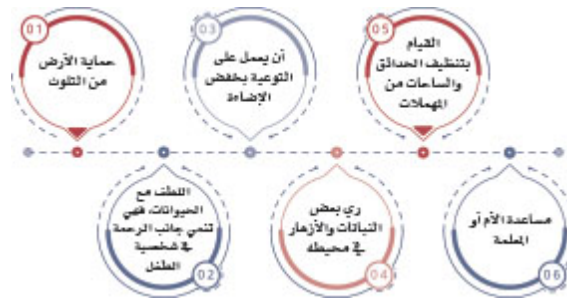 01
حماية الأرض
من التلوث
02
اللطف مع
الحيوانات، فهي
تنمي جانب الرحمة
في شخصية
الطفل
03
أن يعمل على
التوعية بخفض
الإضاءة
04
ري بعض
النباتات والأزهار
في محيطه
05
القيام
بتنظيف الحدائق
والساحات من
المهملات
06
مساعدة الأم أو
المعلمة